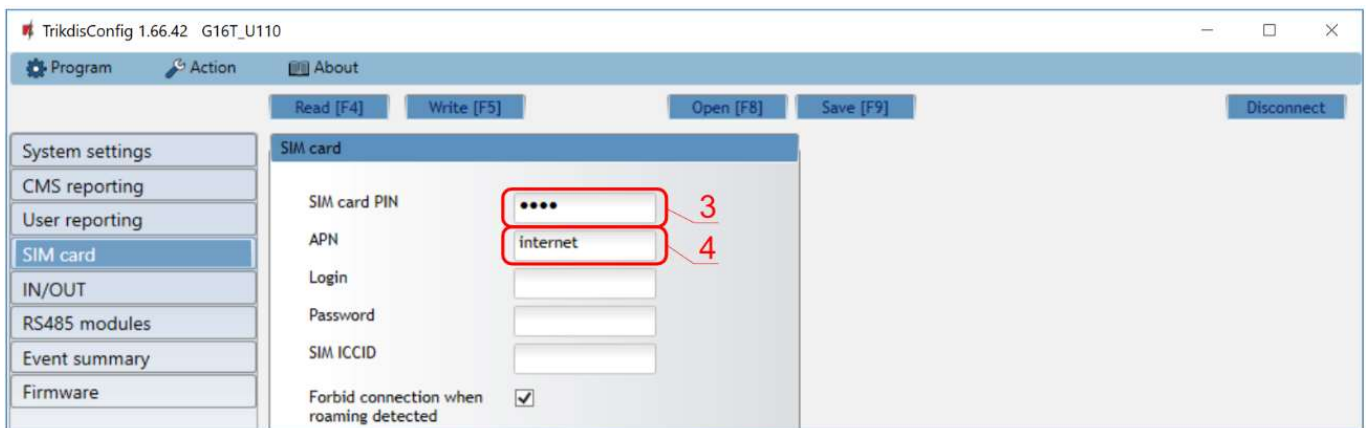 TrikdisConfig 1.66.42 G16T_U110
Program Action About
Read [F4] Write [F5] Open [F8] Save [F9] Disconnect
System settings
CMS reporting
User reporting
SIM card
IN/OUT
RS485 modules
Event summary
Firmware
SIM card
SIM card PIN •••• 3
APN internet 4
Login
Password
SIM ICCID
Forbid connection when
roaming detected